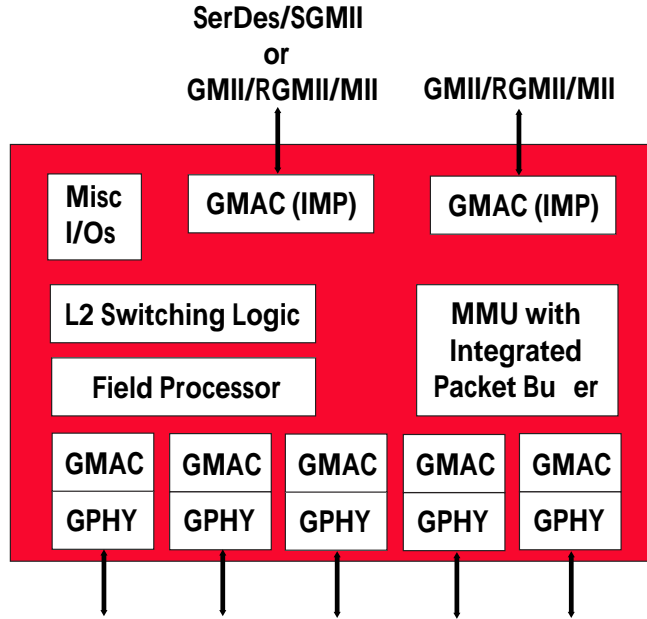 SerDes/SGMII
or
GMII/RGMII/MII
GMII/RGMII/MII
Misc
I/Os
GMAC (IMP)
GMAC (IMP)
L2 Switching Logic
MMU with
Integrated
Packet Bu er
Field Processor
GMAC GMAC GMAC GMAC GMAC
GPHY GPHY GPHY GPHY GPHY